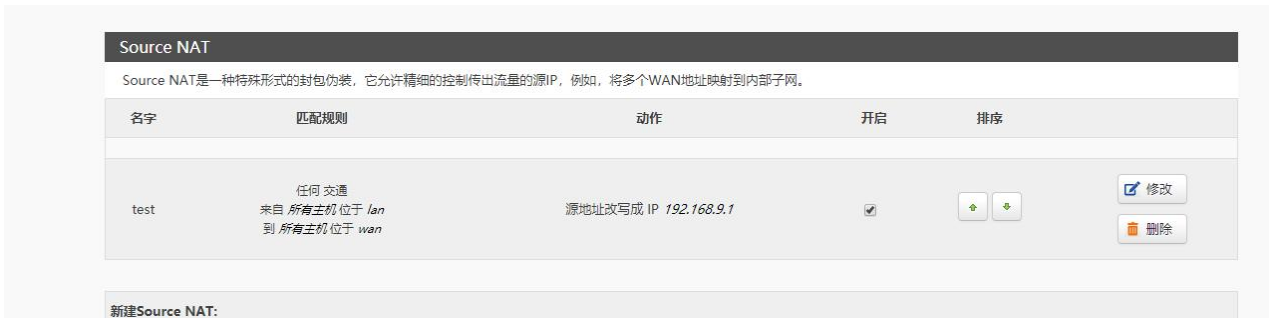 Source NAT
Source NAT是一种特殊形式的封包伪装，它允许精细的控制传出流量的源IP，例如，将多个WAN地址映射到内部子网。
名字 匹配规则 动作 开启 排序
任何 交通
来自 所有主机 位于 lan
到 所有主机 位于 wan
test
源地址改写成 IP 192.168.9.1
修改
删除
新建Source NAT: